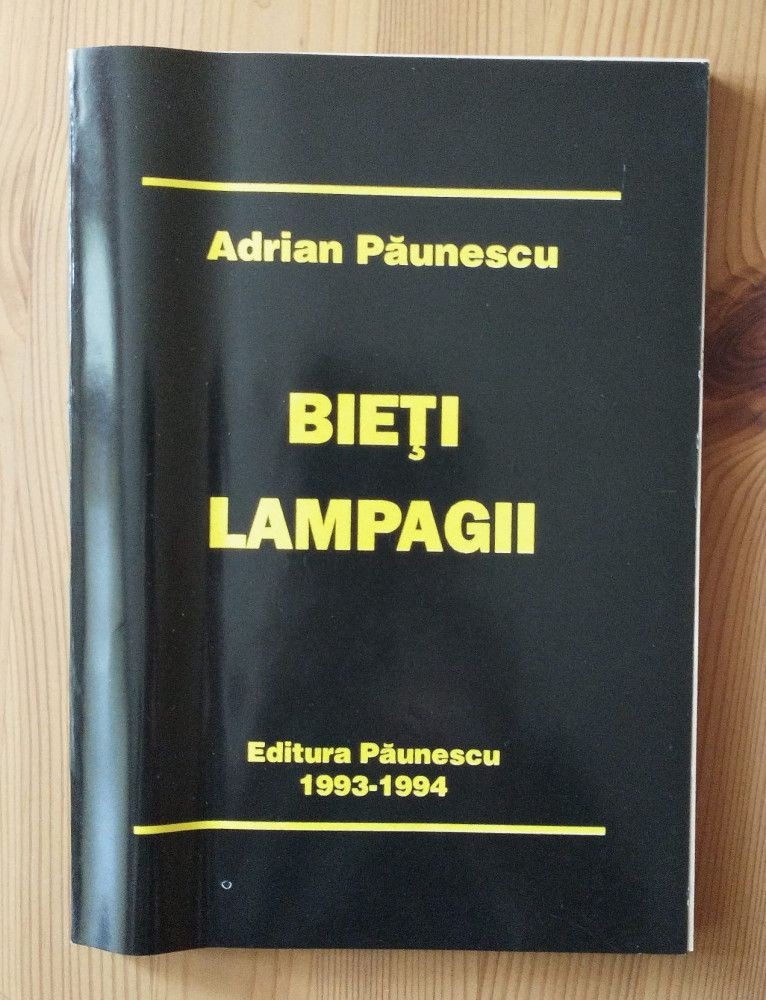 Adrian Păunescu
BIEŢI
LAMPAGII
Editura Păunescu
1993-1994